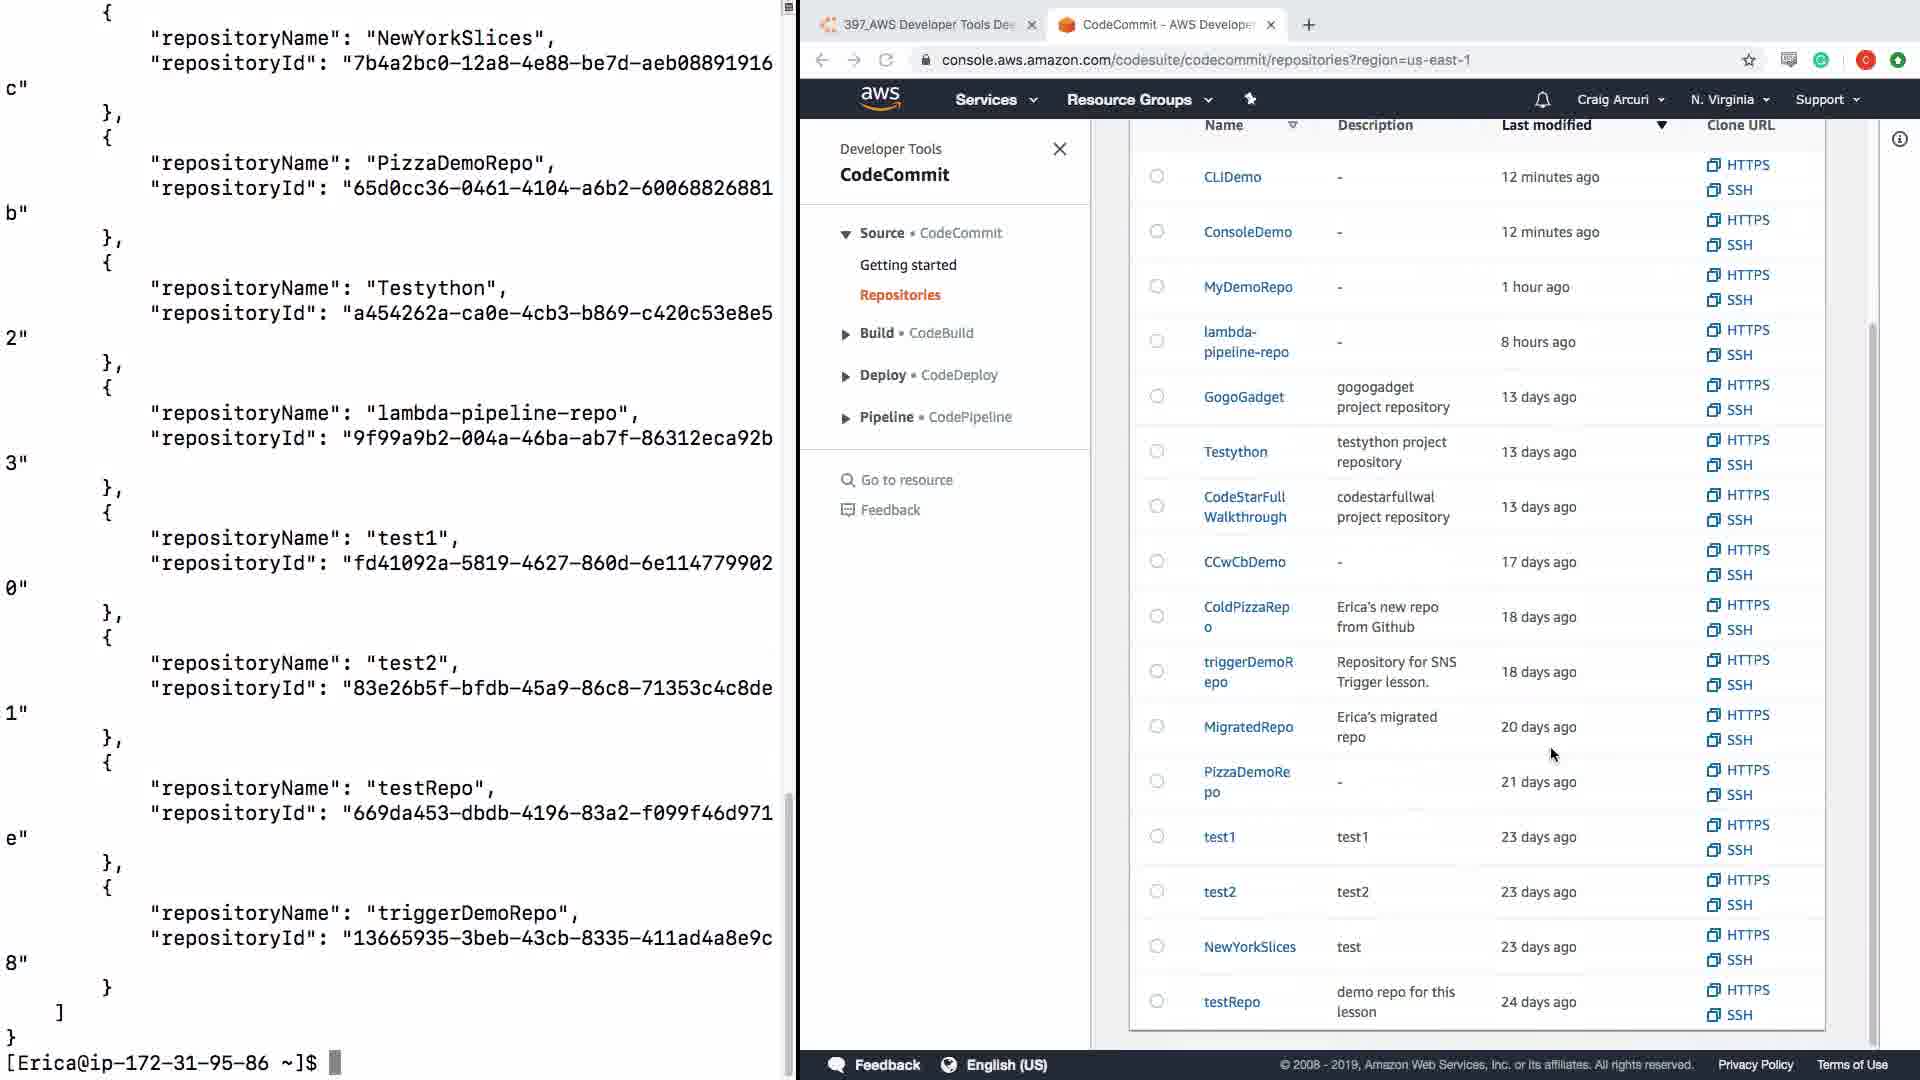 {
"repositoryName": "NewYorkSlices",
"repositoryId": "7b4a2bc0-12a8-4e88-be7d-aeb08891916
c"
},
{
"repositoryName": "PizzaDemoRepo",
"repositoryId": "65d0cc36-0461-4104-a6b2-60068826881
b"
},
{
"repositoryName": "Testython",
"repositoryId": "a454262a-ca0e-4cb3-b869-c420c53e8e5
2"
},
{
"repositoryName": "lambda-pipeline-repo",
"repositoryId": "9f99a9b2-004a-46ba-ab7f-86312eca92b
3"
},
{
"repositoryName": "test1",
"repositoryId": "fd41092a-5819-4627-860d-6e114779902
0"
},
{
"repositoryName": "test2",
"repositoryId": "83e26b5f-bfdb-45a9-86c8-71353c4c8de
1"
},
{
"repositoryName": "testRepo",
"repositoryId": "669da453-dbdb-4196-83a2-f099f46d971
e"
},
{
"repositoryName": "triggerDemoRepo",
"repositoryId": "13665935-3beb-43cb-8335-411ad4a8e9c
8"
}
]
}
[Erica@ip-172-31-95-86 ~]$
397_AWS Developer Tools Dee
CodeCommit - AWS Developer
console.aws.amazon.com/codesuite/codecommit/repositories?region=us-east-1
C
aws
Services
Resource Groups
Craig Arcuri
N. Virginia
Support
Developer Tools
CodeCommit
Source • CodeCommit
Getting started
Repositories
Build • CodeBuild
Deploy • CodeDeploy
Pipeline • CodePipeline
Go to resource
Feedback
Name Description Last modified Clone URL
CLIDemo - 12 minutes ago HTTPS
SSH
ConsoleDemo - 12 minutes ago HTTPS
SSH
MyDemoRepo - 1 hour ago HTTPS
SSH
lambda-
pipeline-repo - 8 hours ago HTTPS
SSH
GogoGadget gogogadget
project repository 13 days ago HTTPS
SSH
Testython testython project
repository 13 days ago HTTPS
SSH
CodeStarFull
Walkthrough codestarfullwal
project repository 13 days ago HTTPS
SSH
CCwCbDemo - 17 days ago HTTPS
SSH
ColdPizzaRep
o Erica's new repo
from Github 18 days ago HTTPS
SSH
triggerDemoR
epo Repository for SNS
Trigger lesson. 18 days ago HTTPS
SSH
MigratedRepo Erica's migrated
repo 20 days ago HTTPS
SSH
PizzaDemoRe
po - 21 days ago HTTPS
SSH
test1 test1 23 days ago HTTPS
SSH
test2 test2 23 days ago HTTPS
SSH
NewYorkSlices test 23 days ago HTTPS
SSH
testRepo demo repo for this
lesson 24 days ago HTTPS
SSH
Feedback English (US) © 2008 - 2019, Amazon Web Services, Inc. or its affiliates. All rights reserved. Privacy Policy Terms of Use